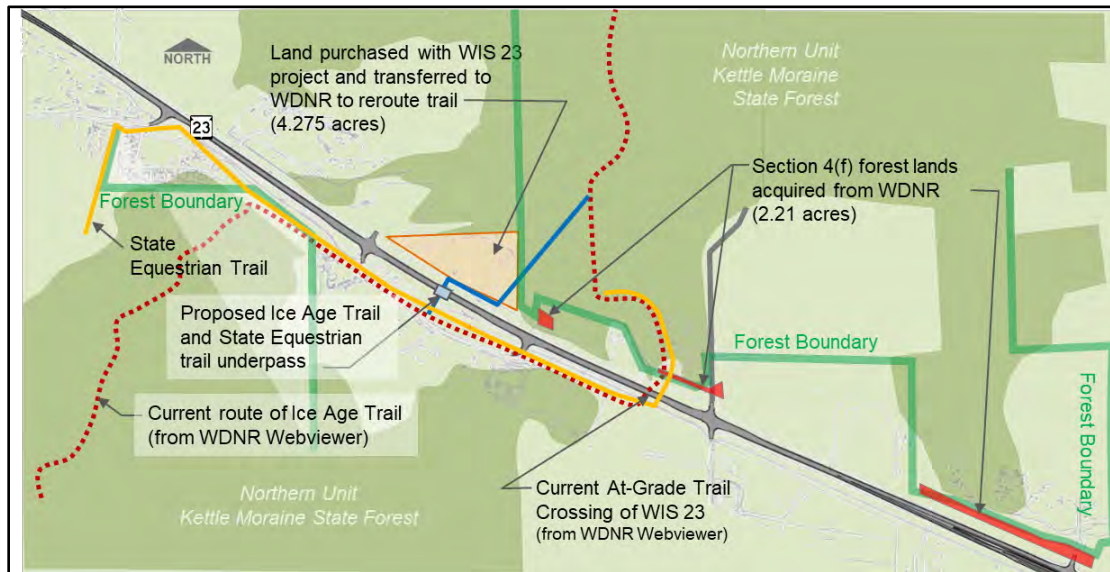 Land purchased with WIS 23
project and transferred to
WDNR to reroute trail
(4.275 acres)
Northern Unit
Kettle Moraine
State Forest
NORTH
23
Section 4(f) forest lands
acquired from WDNR
(2.21 acres)
Forest Boundary
State
Equestrian Trail
Proposed Ice Age Trail
and State Equestrian
trail underpass
Forest Boundary
Forest Boundary
Current route of Ice Age Trail
(from WDNR Webviewer)
Northern Unit
Kettle Moraine State Forest
Current At-Grade Trail
Crossing of WIS 23
(from WDNR Webviewer)